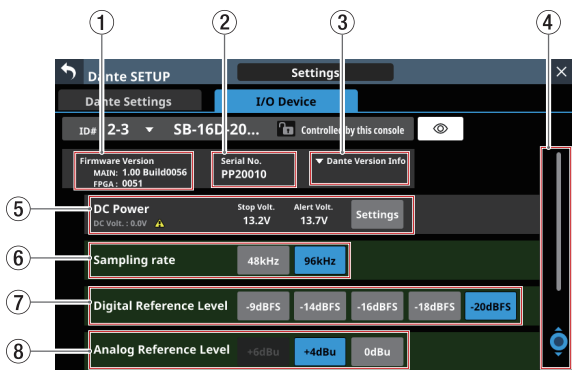 ① ② ③ ④
Dante SETUP Settings ×
Dante Settings I/O Device
ID# 2-3 SB-16D-20... Controlled by this console
Firmware Version Serial No. ▼ Dante Version Info
MAIN: 1.00 Build0056 PP20010
FPGA : 0051
⑤ DC Power Stop Volt. Alert Volt. Settings
DC Volt. : 0.0V 13.2V 13.7V
⑥ Sampling rate 48kHz 96kHz
⑦ Digital Reference Level -9dBFS -14dBFS -16dBFS -18dBFS -20dBFS
⑧ Analog Reference Level +6dBu +4dBu 0dBu